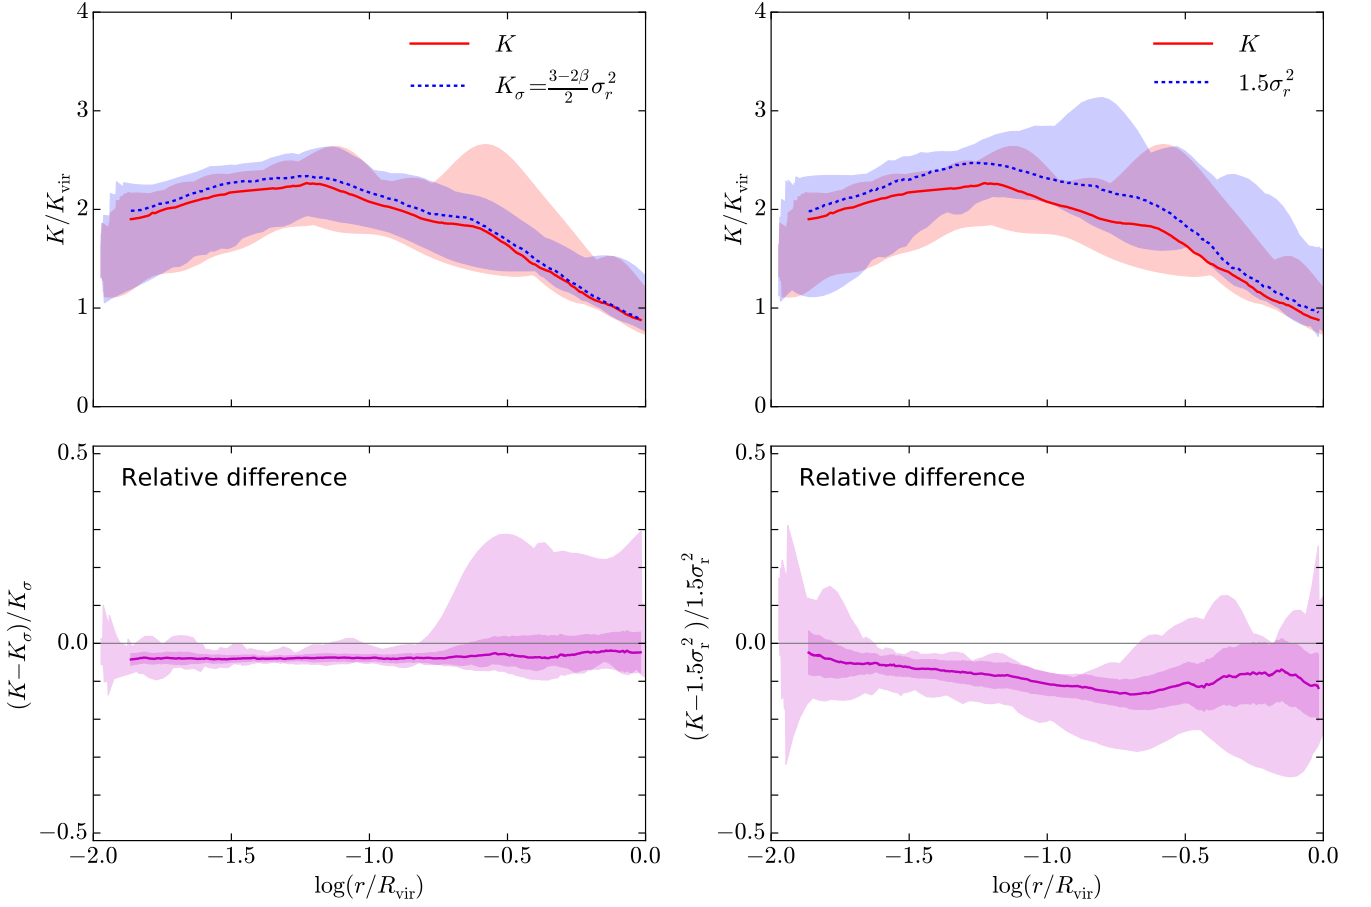 4
3
2
1
0
K/K_vir
K
K_σ=(3−2β)/2 σ_r^2
4
3
2
1
0
K/K_vir
K
1.5σ_r^2
0.5
0.0
−0.5
(K−K_σ)/K_σ
Relative difference
−2.0 −1.5 −1.0 −0.5 0.0
log(r/R_vir)
0.5
0.0
−0.5
(K−1.5σ_r^2)/1.5σ_r^2
Relative difference
−2.0 −1.5 −1.0 −0.5 0.0
log(r/R_vir)